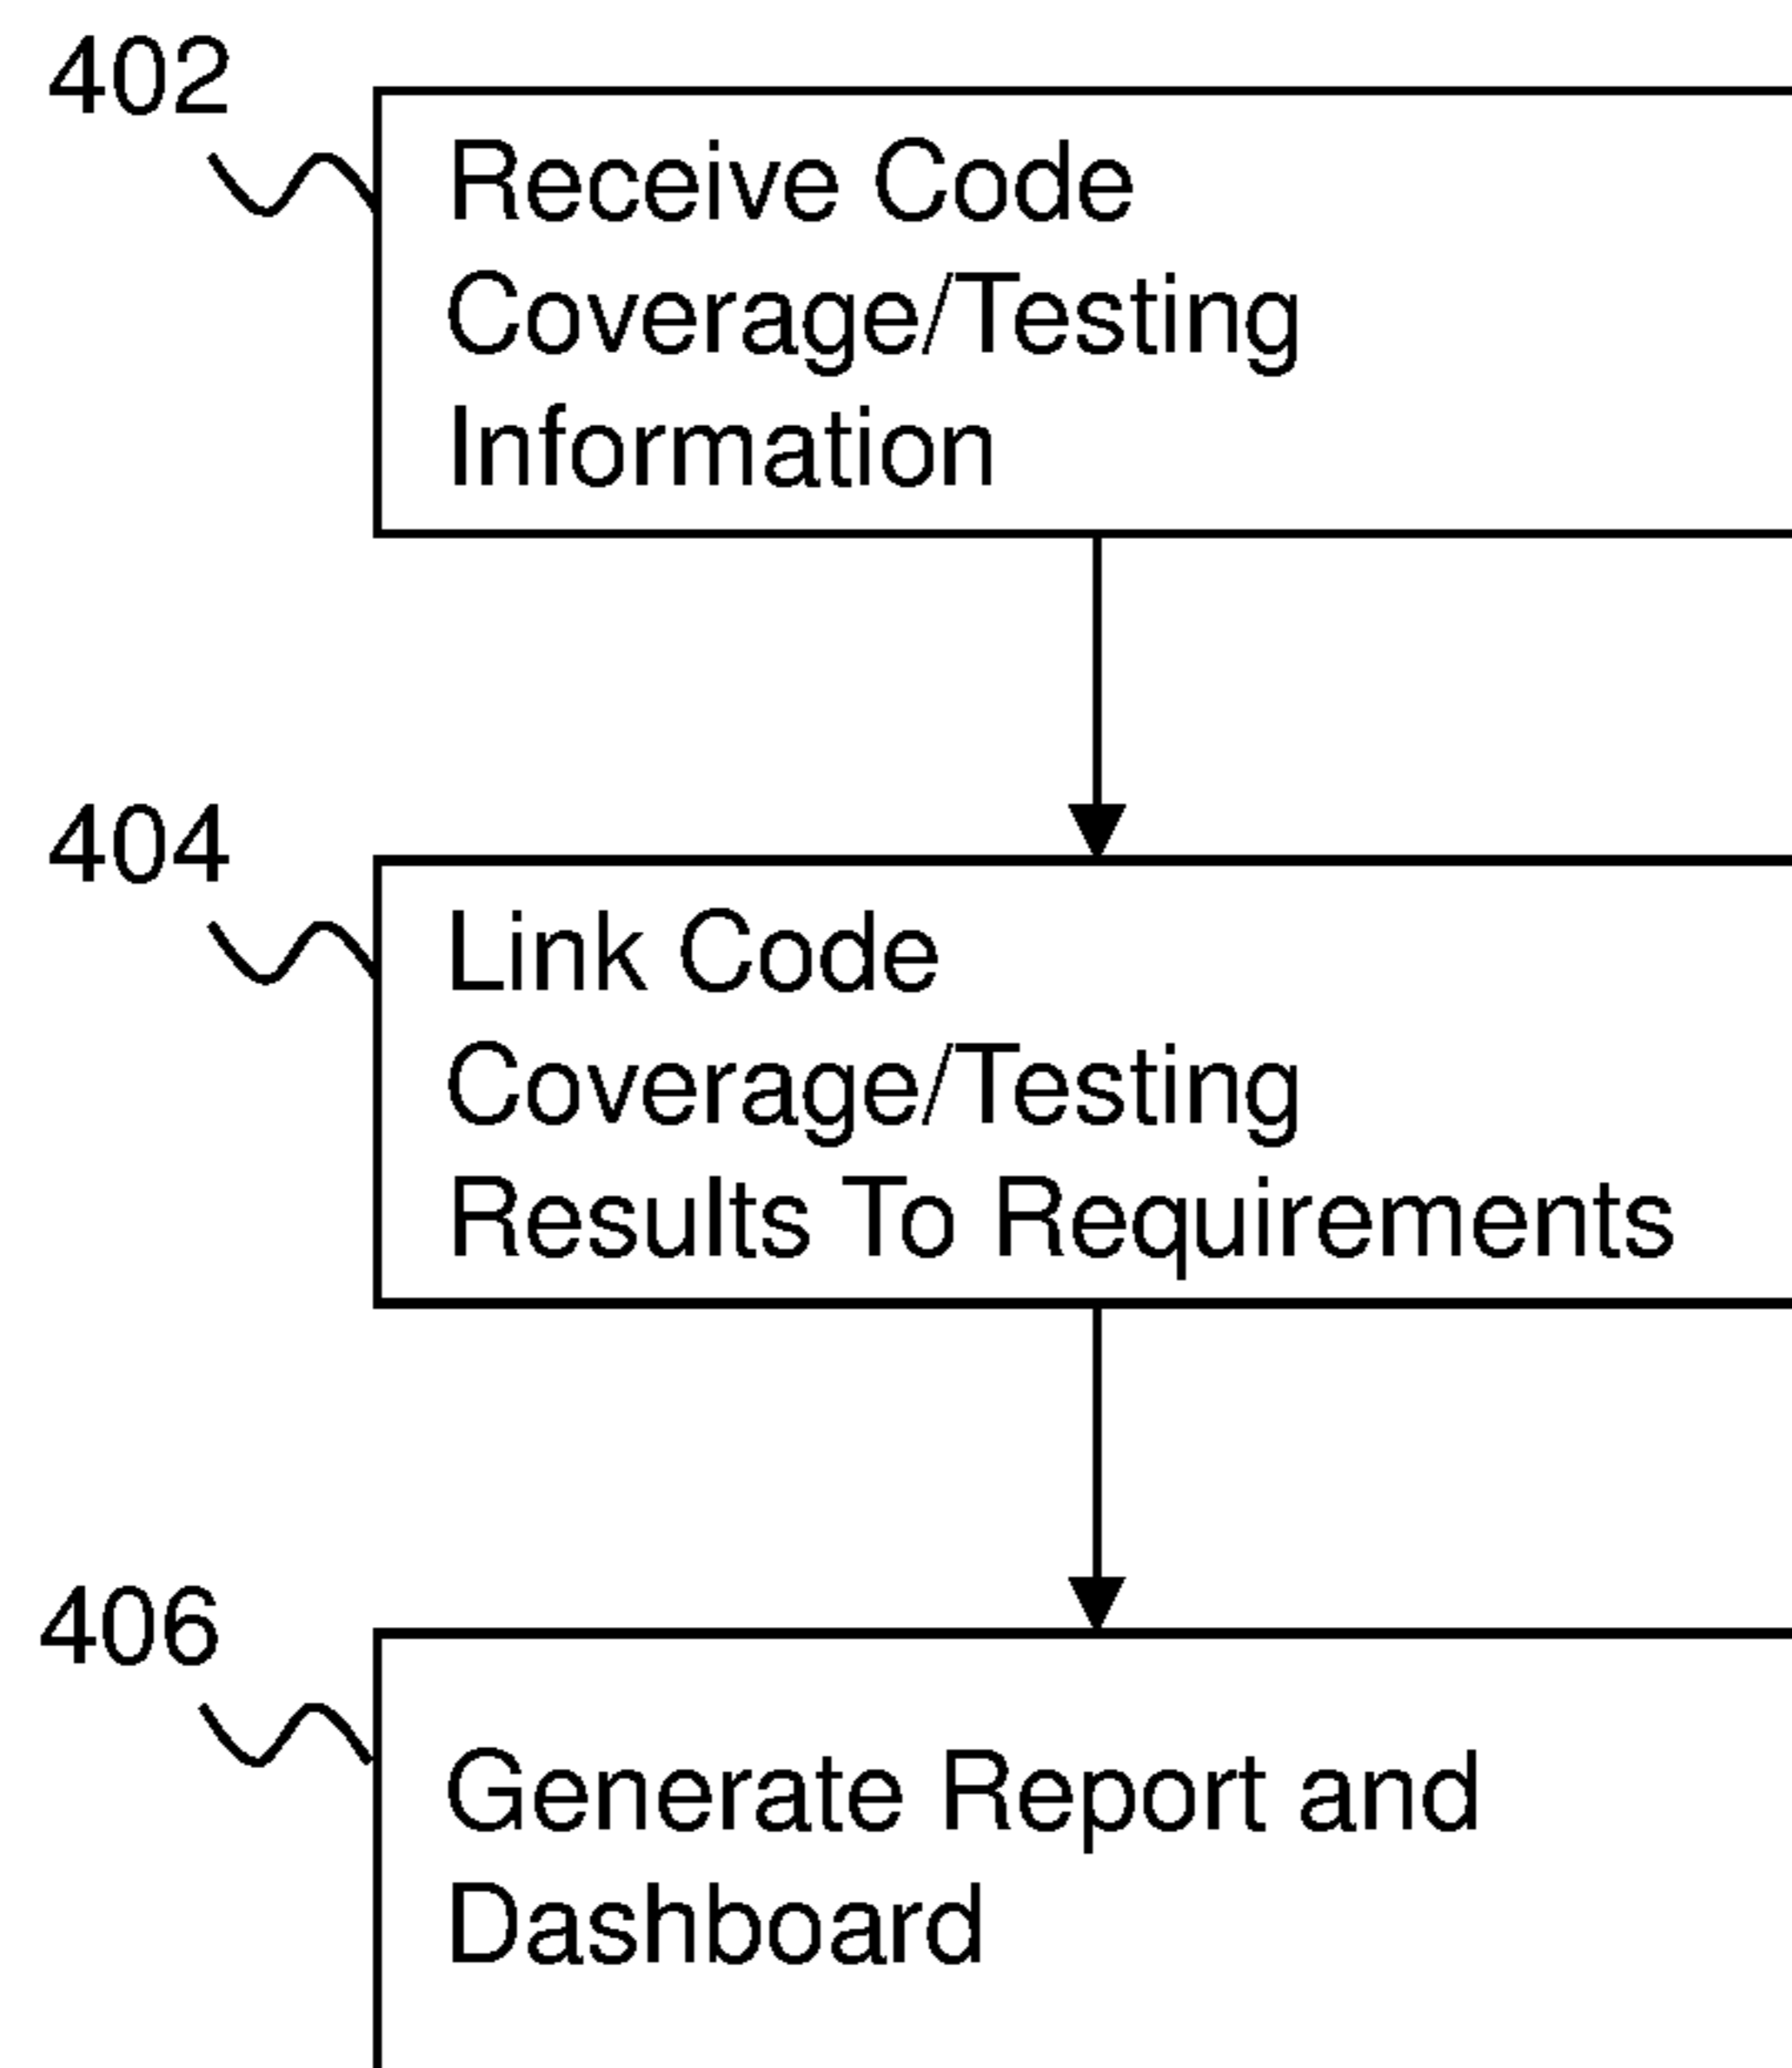 402
Receive Code
Coverage/Testing
Information
404
Link Code
Coverage/Testing
Results To Requirements
406
Generate Report and
Dashboard